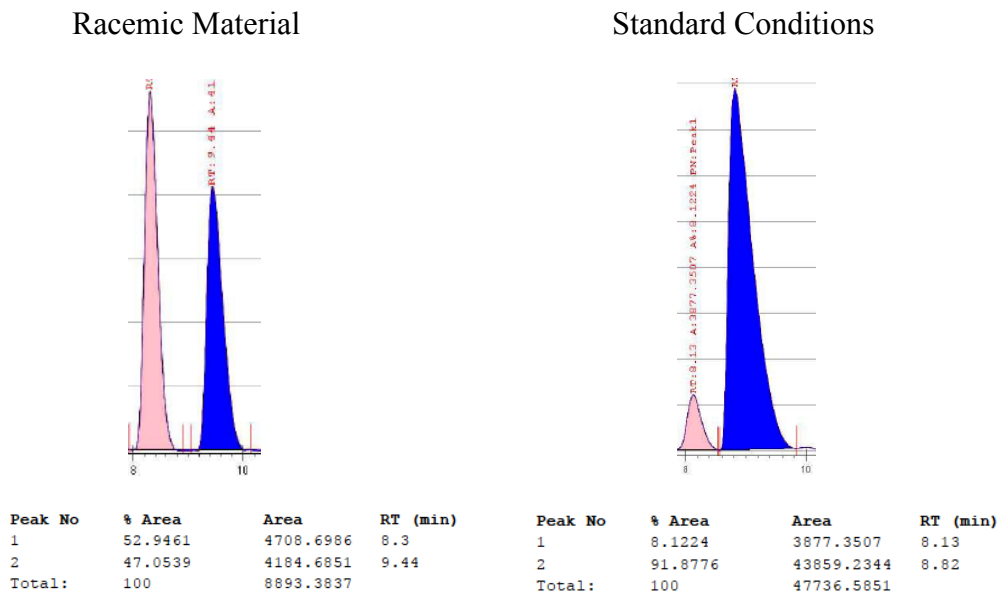 Racemic Material
Standard Conditions
RT: 9.44 A:41
RT:8.13 A:3877.3507 A%:8.1224 PN:Peak1
8 10
8 10
Peak No % Area Area RT (min)
1 52.9461 4708.6986 8.3
2 47.0539 4184.6851 9.44
Total: 100 8893.3837
Peak No % Area Area RT (min)
1 8.1224 3877.3507 8.13
2 91.8776 43859.2344 8.82
Total: 100 47736.5851